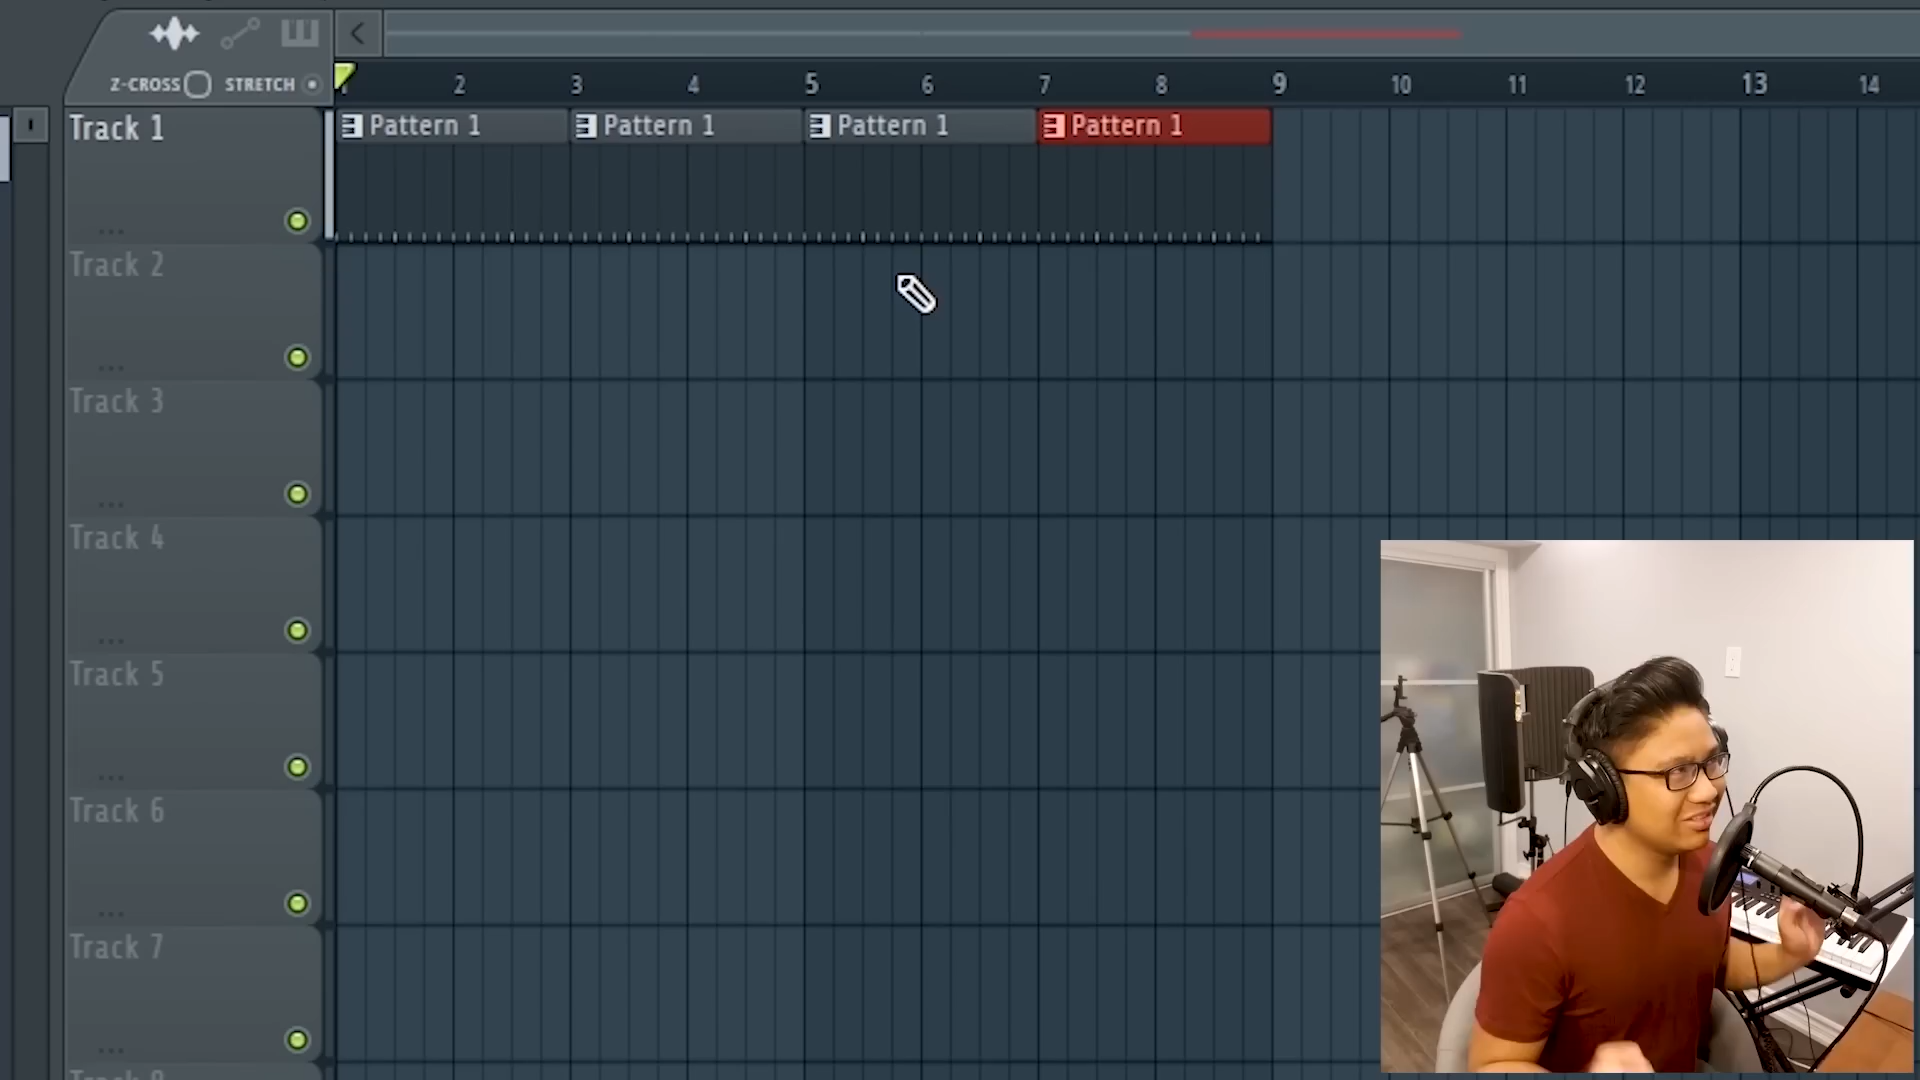 Z-CROSS STRETCH
2 3 4 5 6 7 8 9 10 11 12 13 14
Track 1
Pattern 1 Pattern 1 Pattern 1 Pattern 1
Track 2
Track 3
Track 4
Track 5
Track 6
Track 7